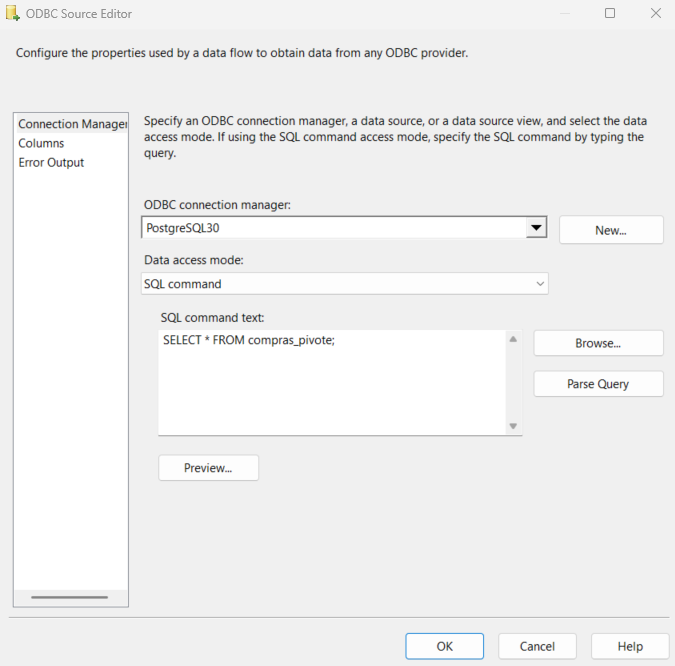 ODBC Source Editor
Configure the properties used by a data flow to obtain data from any ODBC provider.
Connection Manager
Columns
Error Output
Specify an ODBC connection manager, a data source, or a data source view, and select the data
access mode. If using the SQL command access mode, specify the SQL command by typing the
query.
ODBC connection manager:
PostgreSQL30
New...
Data access mode:
SQL command
SQL command text:
SELECT * FROM compras_pivote;
Browse...
Parse Query
Preview...
OK
Cancel
Help